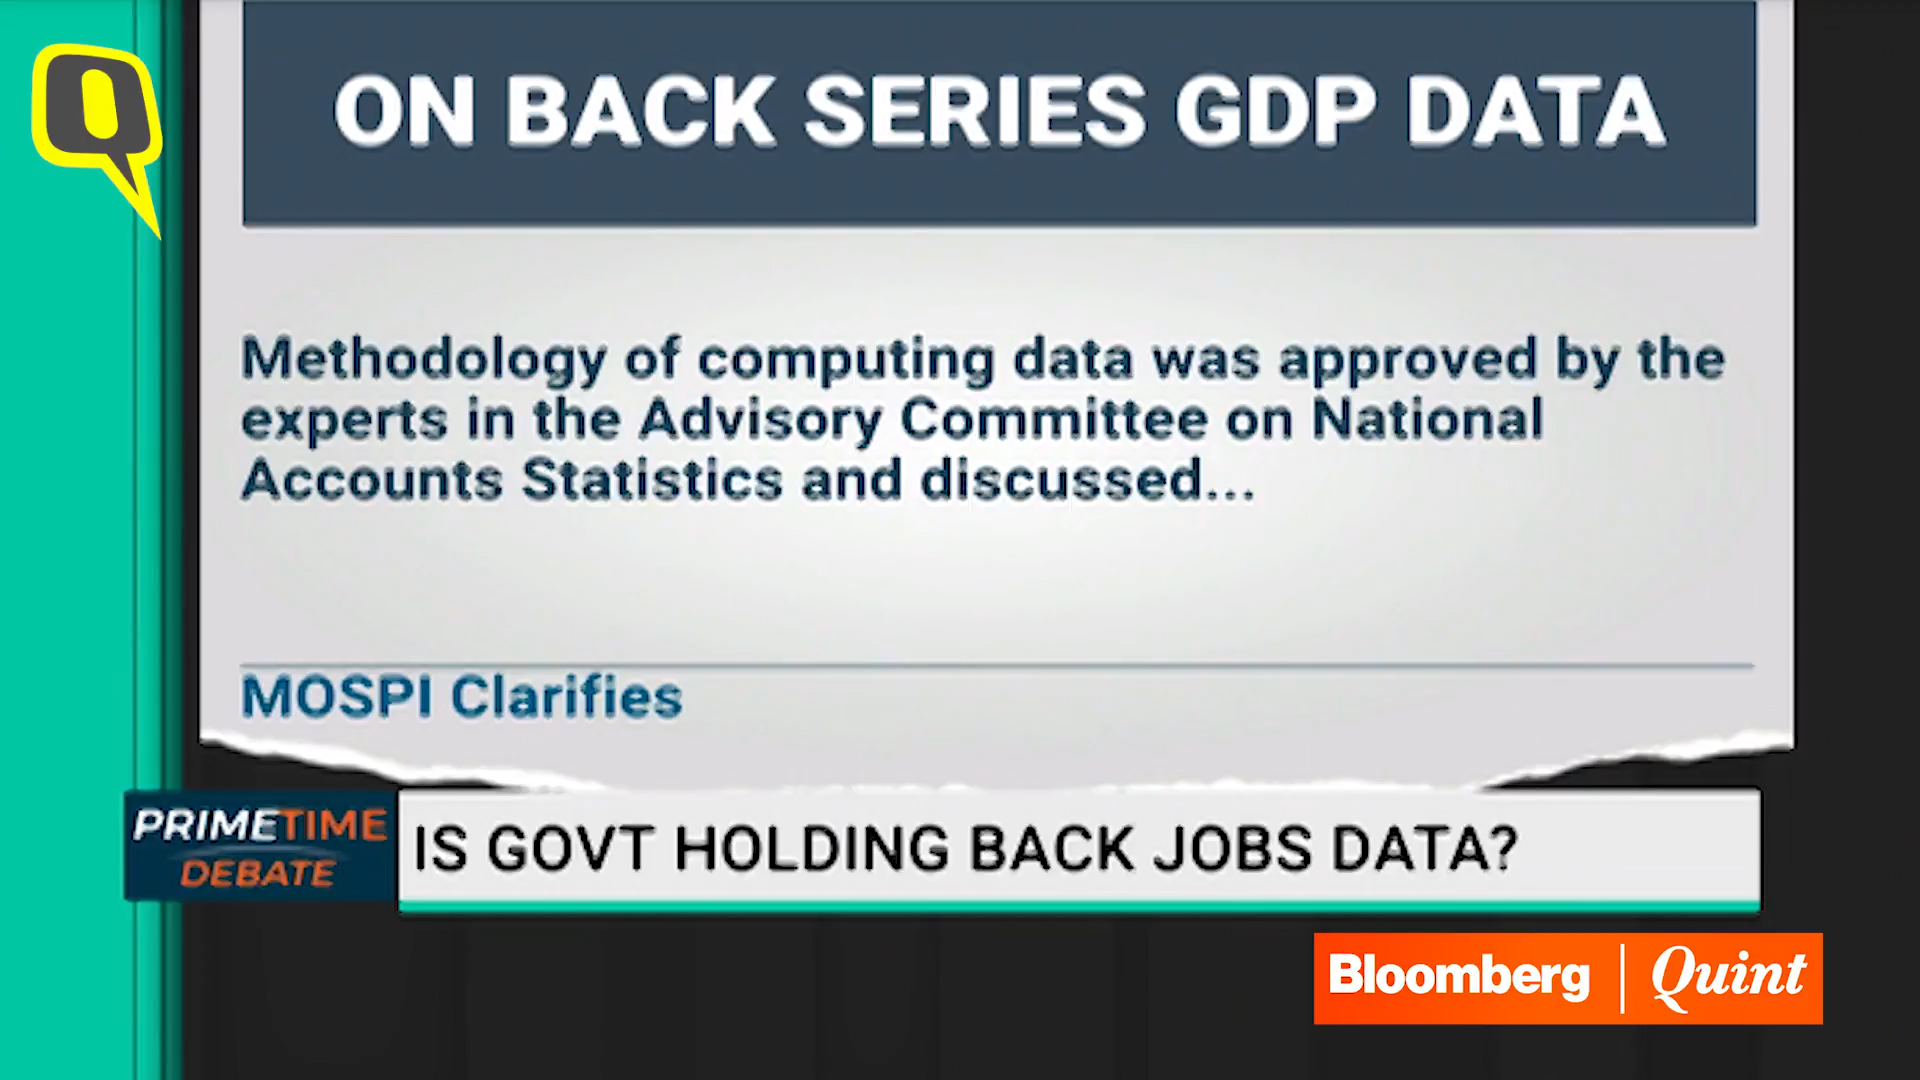 Q
ON BACK SERIES GDP DATA
Methodology of computing data was approved by the
experts in the Advisory Committee on National
Accounts Statistics and discussed...
MOSPI Clarifies
PRIMETIME
DEBATE
IS GOVT HOLDING BACK JOBS DATA?
Bloomberg | Quint